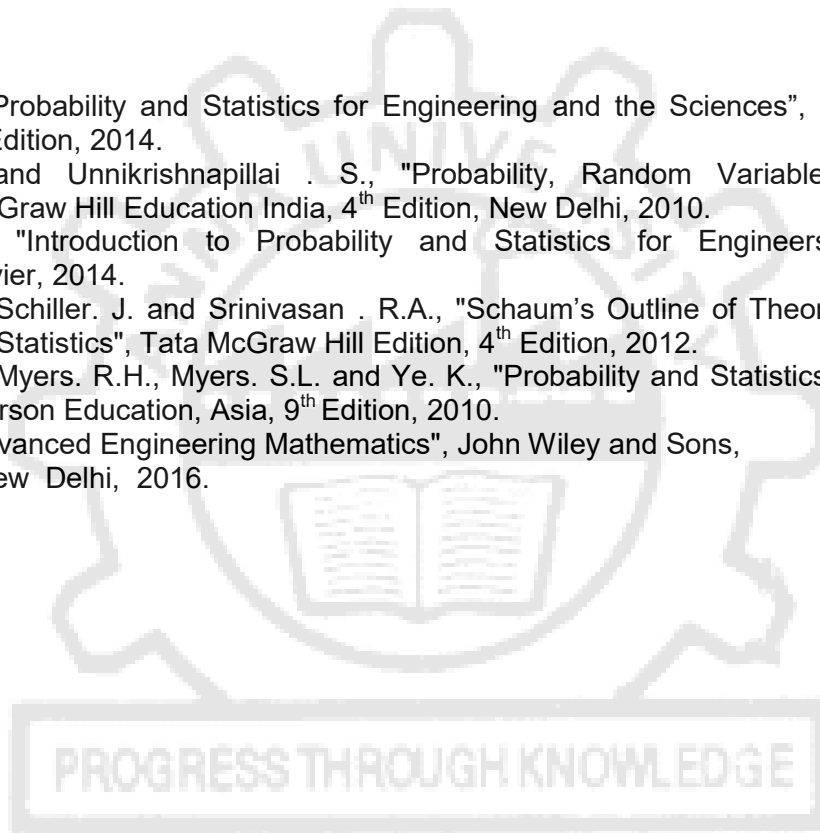 Probability and Statistics for Engineering and the Sciences”,
Edition, 2014.
and Unnikrishnapillai . S., "Probability, Random Variable
Graw Hill Education India, 4th Edition, New Delhi, 2010.
"Introduction to Probability and Statistics for Engineers
vier, 2014.
Schiller. J. and Srinivasan . R.A., "Schaum’s Outline of Theor
Statistics", Tata McGraw Hill Edition, 4th Edition, 2012.
Myers. R.H., Myers. S.L. and Ye. K., "Probability and Statistics
rson Education, Asia, 9th Edition, 2010.
vanced Engineering Mathematics", John Wiley and Sons,
ew Delhi, 2016.
PROGRESS THROUGH KNOWLEDGE